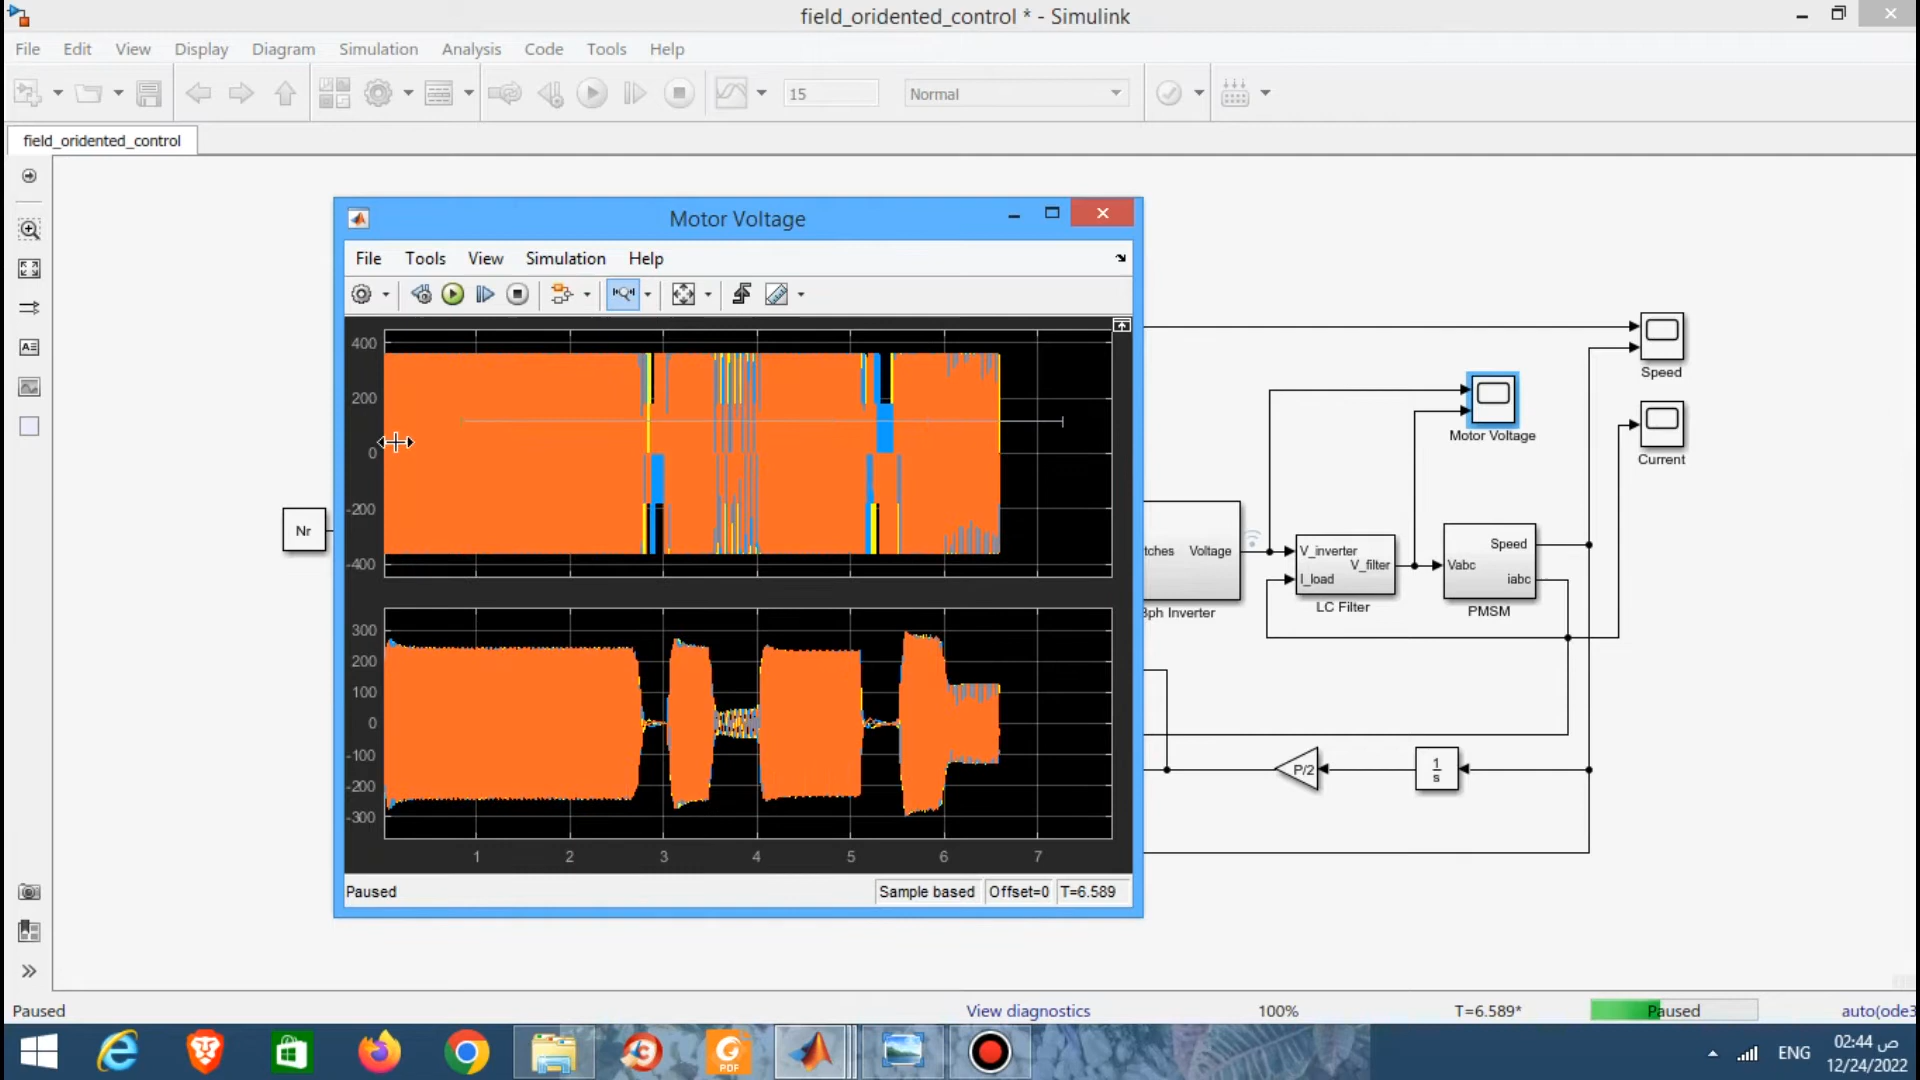 field_oridented_control * - Simulink
File Edit View Display Diagram Simulation Analysis Code Tools Help
15 Normal
field_oridented_control
Motor Voltage
File Tools View Simulation Help
400
200
0
-200
-400
300
200
100
0
-100
-200
-300
1 2 3 4 5 6 7
Paused Sample based Offset=0 T=6.589
Nr
Speed
Motor Voltage
Current
tches Voltage
3ph Inverter
V_inverter
V_filter
I_load
LC Filter
Speed
Vabc
iabc
PMSM
P/2
1
s
Paused View diagnostics 100% T=6.589* Paused auto(ode3
PDF
ENG
02:44 ص
12/24/2022